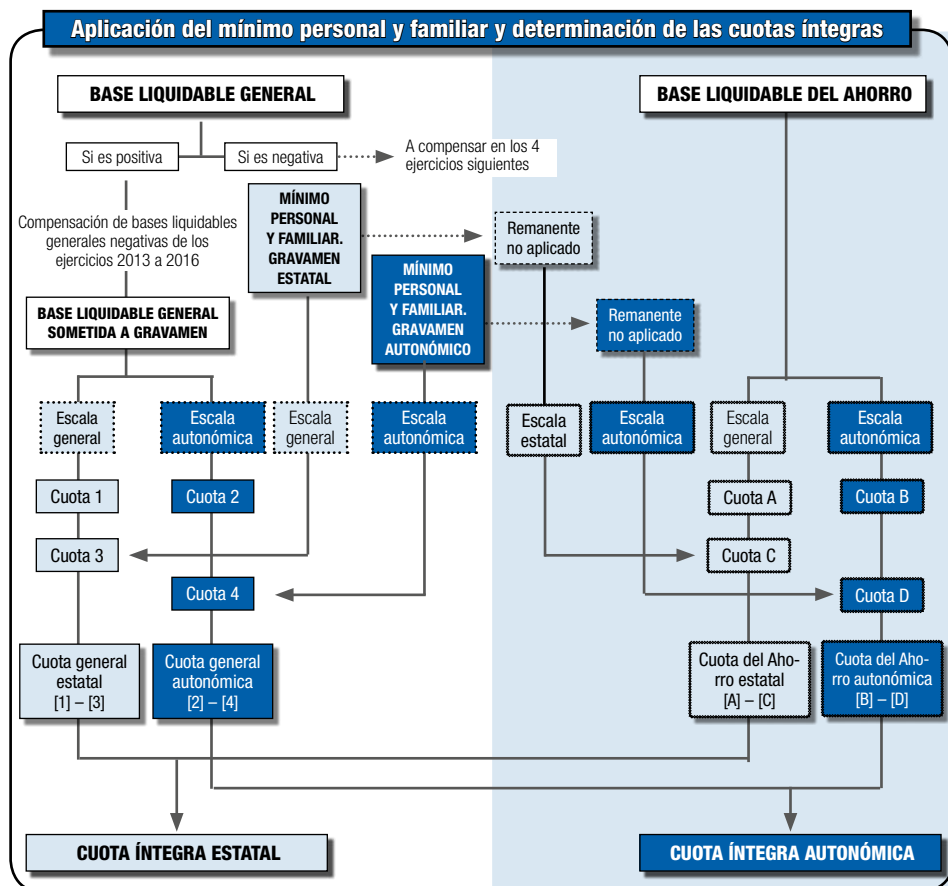 Aplicación del mínimo personal y familiar y determinación de las cuotas íntegras
BASE LIQUIDABLE GENERAL
BASE LIQUIDABLE DEL AHORRO
Si es positiva
Si es negativa
A compensar en los 4
ejercicios siguientes
Compensación de bases liquidables
generales negativas de los
ejercicios 2013 a 2016
MÍNIMO
PERSONAL
Y FAMILIAR.
GRAVAMEN
ESTATAL
Remanente
no aplicado
MÍNIMO
PERSONAL
Y FAMILIAR.
GRAVAMEN
AUTONÓMICO
Remanente
no aplicado
BASE LIQUIDABLE GENERAL
SOMETIDA A GRAVAMEN
Escala
general
Escala
autonómica
Escala
general
Escala
autonómica
Escala
estatal
Escala
autonómica
Escala
general
Escala
autonómica
Cuota 1
Cuota 2
Cuota A
Cuota B
Cuota 3
Cuota C
Cuota 4
Cuota D
Cuota general
estatal
[1] – [3]
Cuota general
autonómica
[2] – [4]
Cuota del Aho-
rro estatal
[A] – [C]
Cuota del Aho-
rro autonómica
[B] – [D]
CUOTA ÍNTEGRA ESTATAL
CUOTA ÍNTEGRA AUTONÓMICA